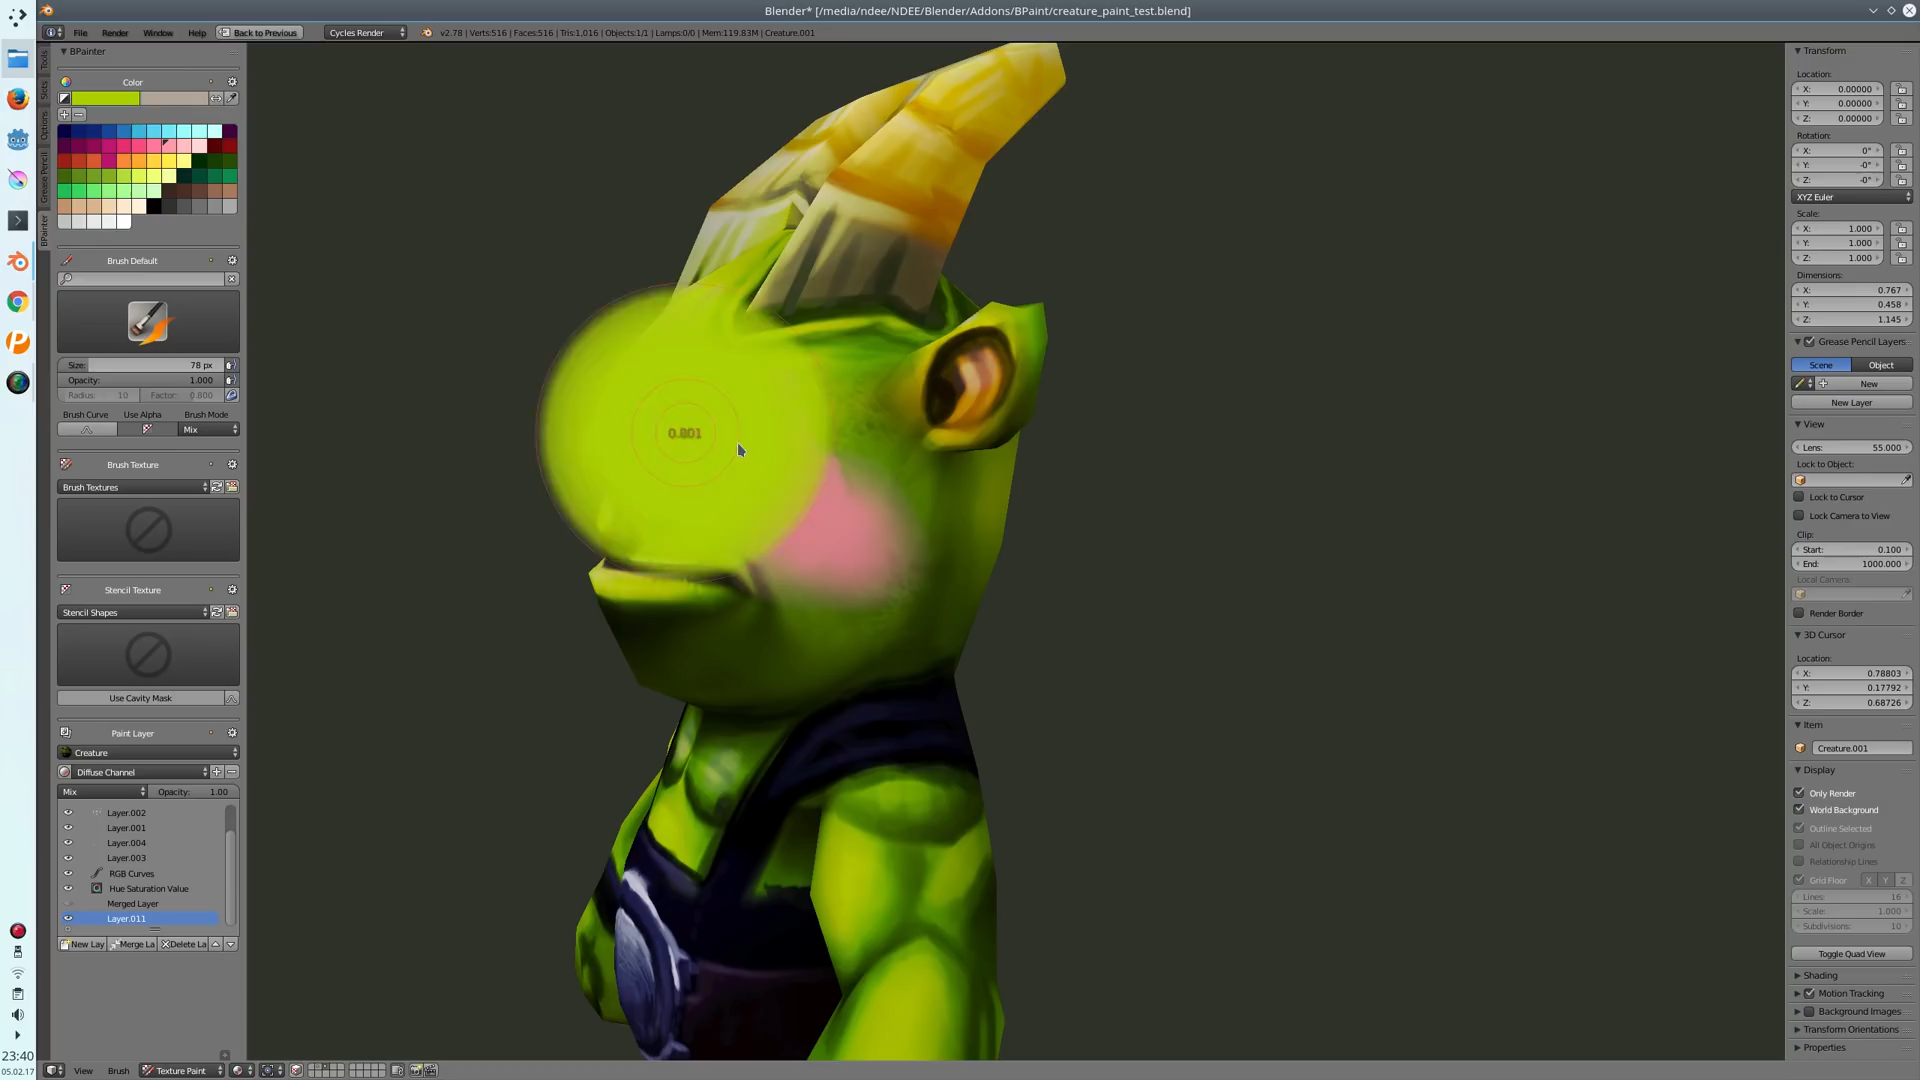 Blender* [/media/ndee/NDEE/Blender/Addons/BPaint/creature_paint_test.blend]
File Render Window Help Back to Previous Cycles Render v2.78 | Verts:516 | Faces:516 | Tris:1,016 | Objects:1/1 | Lamps:0/0 | Mem:119.83M | Creature.001
Tools
Slots
Options
Grease Pencil
BPainter
BPainter
Color
Brush Default
Size: 78 px
Opacity: 1.000
Radius: 10 Factor: 0.800
Brush Curve Use Alpha Brush Mode
Mix
Brush Texture
Brush Textures
Stencil Texture
Stencil Shapes
Use Cavity Mask
Paint Layer
Creature
Diffuse Channel
Mix Opacity: 1.00
Layer.002
Layer.001
Layer.004
Layer.003
RGB Curves
Hue Saturation Value
Merged Layer
Layer.011
New Lay Merge La Delete La
0.801
Transform
Location:
X: 0.00000
Y: 0.00000
Z: 0.00000
Rotation:
X: 0°
Y: -0°
Z: -0°
XYZ Euler
Scale:
X: 1.000
Y: 1.000
Z: 1.000
Dimensions:
X: 0.767
Y: 0.458
Z: 1.145
Grease Pencil Layers
Scene Object
New
New Layer
View
Lens: 55.000
Lock to Object:
Lock to Cursor
Lock Camera to View
Clip:
Start: 0.100
End: 1000.000
Local Camera:
Render Border
3D Cursor
Location:
X: 0.78803
Y: 0.17792
Z: 0.68726
Item
Creature.001
Display
Only Render
World Background
Outline Selected
All Object Origins
Relationship Lines
Grid Floor X Y Z
Lines: 16
Scale: 1.000
Subdivisions: 10
Toggle Quad View
Shading
Motion Tracking
Background Images
Transform Orientations
Properties
View Brush Texture Paint
23:40
05.02.17